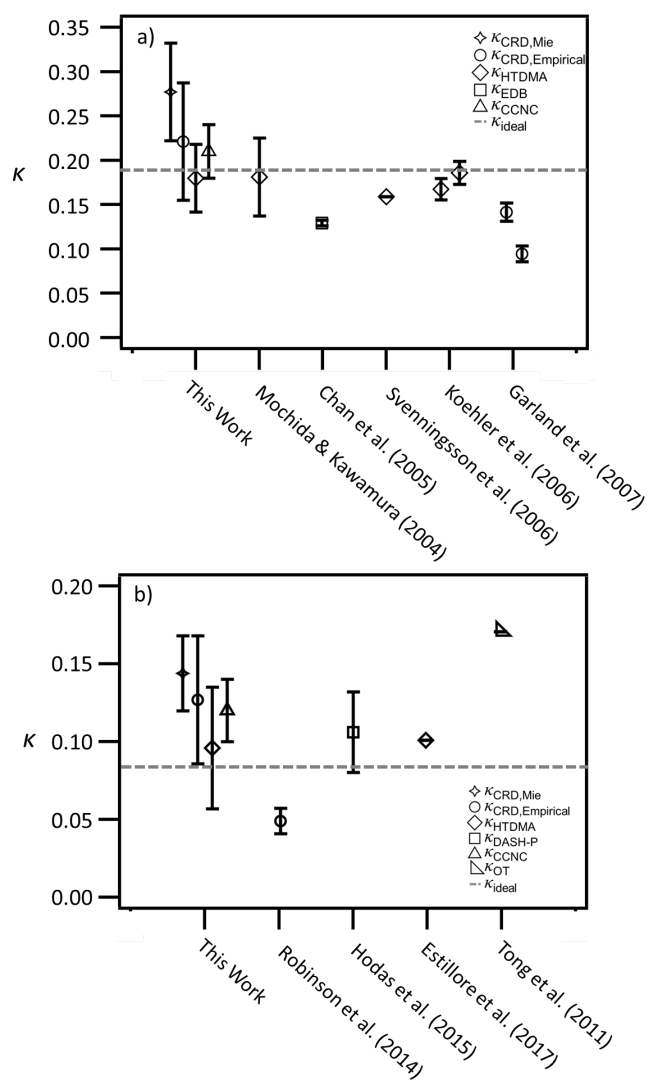 a)
0.35
0.30
0.25
0.20
0.15
0.10
0.05
0.00
κ
κCRD,Mie
κCRD,Empirical
κHTDMA
κEDB
κCCNC
κideal
This Work
Mochida & Kawamura (2004)
Chan et al. (2005)
Svenningsson et al. (2006)
Koehler et al. (2006)
Garland et al. (2007)
b)
0.20
0.15
0.10
0.05
0.00
κ
κCRD,Mie
κCRD,Empirical
κHTDMA
κDASH-P
κCCNC
κOT
κideal
This Work
Robinson et al. (2014)
Hodas et al. (2015)
Estillore et al. (2017)
Tong et al. (2011)